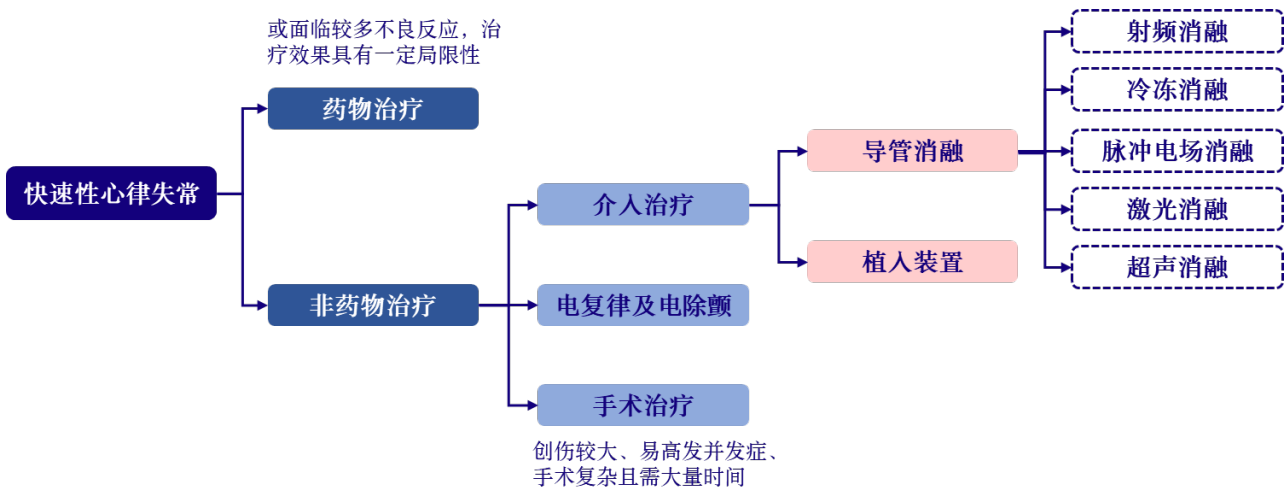 或面临较多不良反应，治
疗效果具有一定局限性
药物治疗
快速性心律失常
非药物治疗
介入治疗
电复律及电除颤
手术治疗
创伤较大、易高发并发症、
手术复杂且需大量时间
导管消融
植入装置
射频消融
冷冻消融
脉冲电场消融
激光消融
超声消融